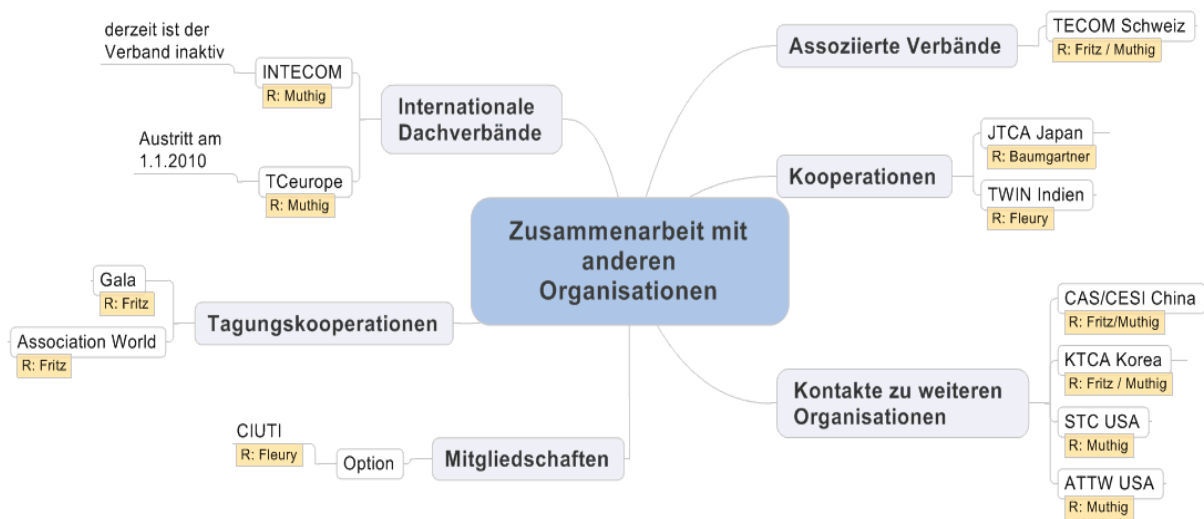 Zusammenarbeit mit
anderen
Organisationen
Internationale
Dachverbände
INTECOM
R: Muthig
derzeit ist der
Verband inaktiv
TCeurope
R: Muthig
Austritt am
1.1.2010
Tagungskooperationen
Gala
R: Fritz
Association World
R: Fritz
Mitgliedschaften
Option
CIUTI
R: Fleury
Assoziierte Verbände
TECOM Schweiz
R: Fritz / Muthig
Kooperationen
JTCA Japan
R: Baumgartner
TWIN Indien
R: Fleury
Kontakte zu weiteren
Organisationen
CAS/CESI China
R: Fritz/Muthig
KTCA Korea
R: Fritz / Muthig
STC USA
R: Muthig
ATTW USA
R: Muthig